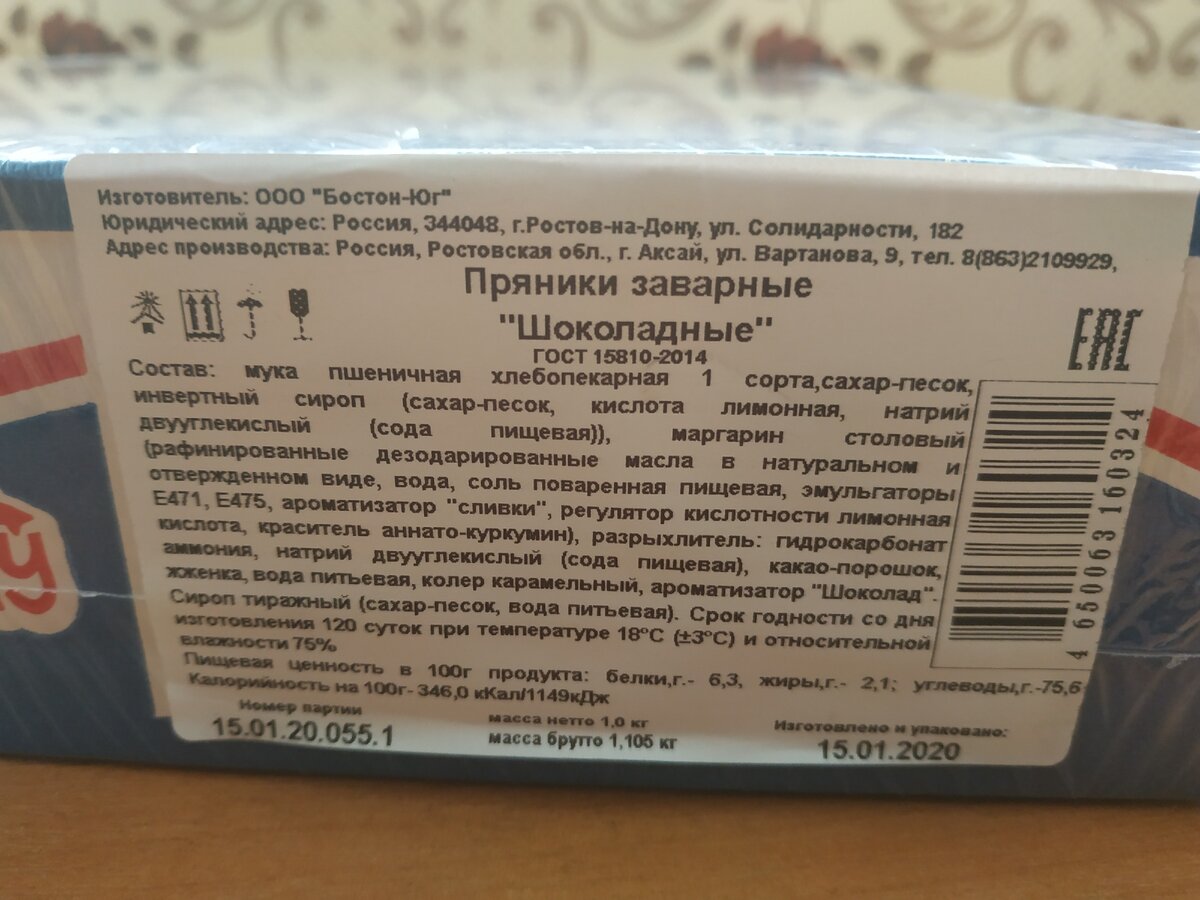 Изготовитель: ООО "Бостон-Юг"
Юридический адрес: Россия, 344048, г.Ростов-на-Дону, ул. Солидарности, 182
Адрес производства: Россия, Ростовская обл., г. Аксай, ул. Вартанова, 9, тел. 8(863)2109929,
Пряники заварные
"Шоколадные"
ГОСТ 15810-2014
EAC
Состав: мука пшеничная хлебопекарная 1 сорта,сахар-песок,
инвертный сироп (сахар-песок, кислота лимонная, натрий
двууглекислый (сода пищевая)), маргарин столовый
(рафинированные дезодарированные масла в натуральном и
отвержденном виде, вода, соль поваренная пищевая, эмульгаторы
Е471, Е475, ароматизатор "сливки", регулятор кислотности лимонная
кислота, краситель аннато-куркумин), разрыхлитель: гидрокарбонат
аммония, натрий двууглекислый (сода пищевая), какао-порошок,
жженка, вода питьевая, колер карамельный, ароматизатор "Шоколад".
Сироп тиражный (сахар-песок, вода питьевая). Срок годности со дня
изготовления 120 суток при температуре 18°С (±3°С) и относительной
влажности 75%
4 650063 160324
Пищевая ценность в 100г продукта: белки,г.- 6,3, жиры,г.- 2,1; углеводы,г.-75,6
Калорийность на 100г- 346,0 кКал/1149кДж
Номер партии
15.01.20.055.1
масса нетто 1,0 кг
масса брутто 1,105 кг
Изготовлено и упаковано:
15.01.2020